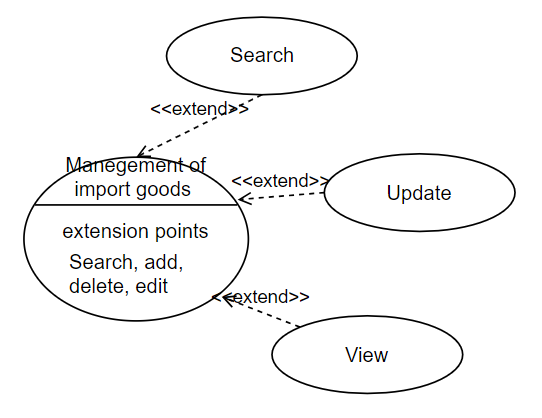 Search
<<extend>>
Manegement of
import goods
<<extend>>
Update
extension points
Search, add,
delete, edit
<<extend>>
View